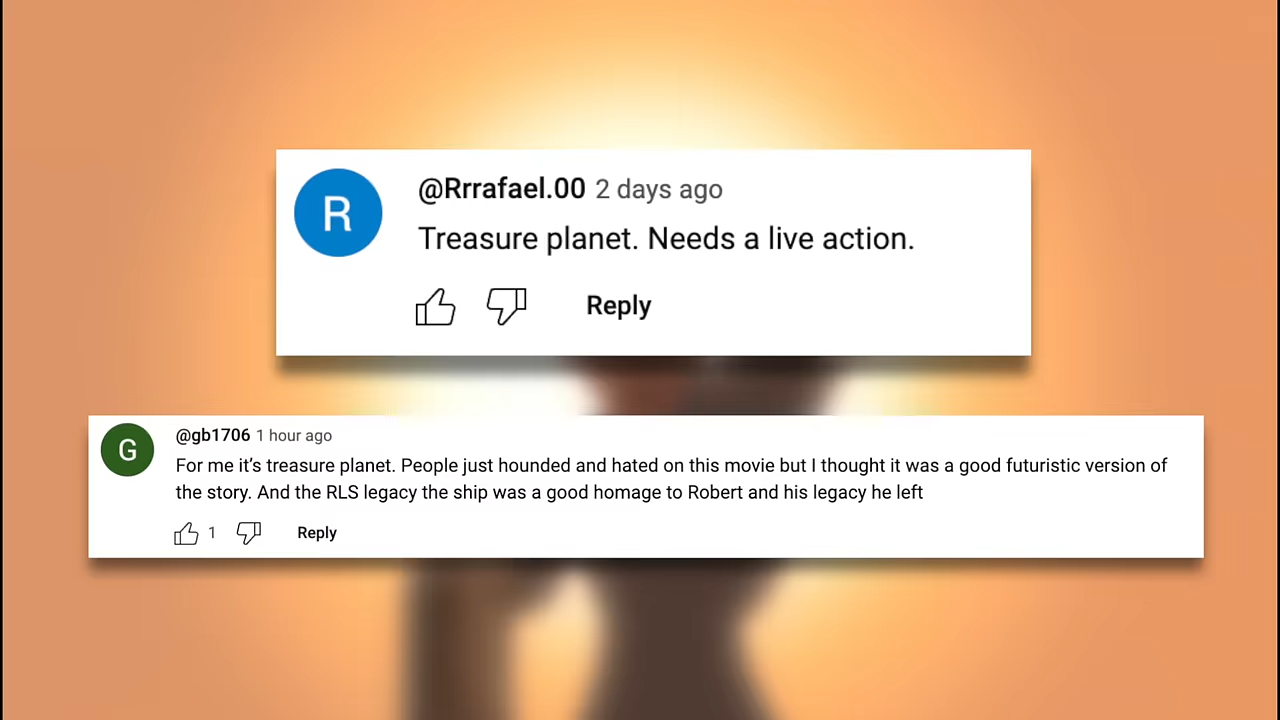 R
@Rrrafael.00 2 days ago
Treasure planet. Needs a live action.
Reply
G
@gb1706 1 hour ago
For me it’s treasure planet. People just hounded and hated on this movie but I thought it was a good futuristic version of
the story. And the RLS legacy the ship was a good homage to Robert and his legacy he left
1 Reply